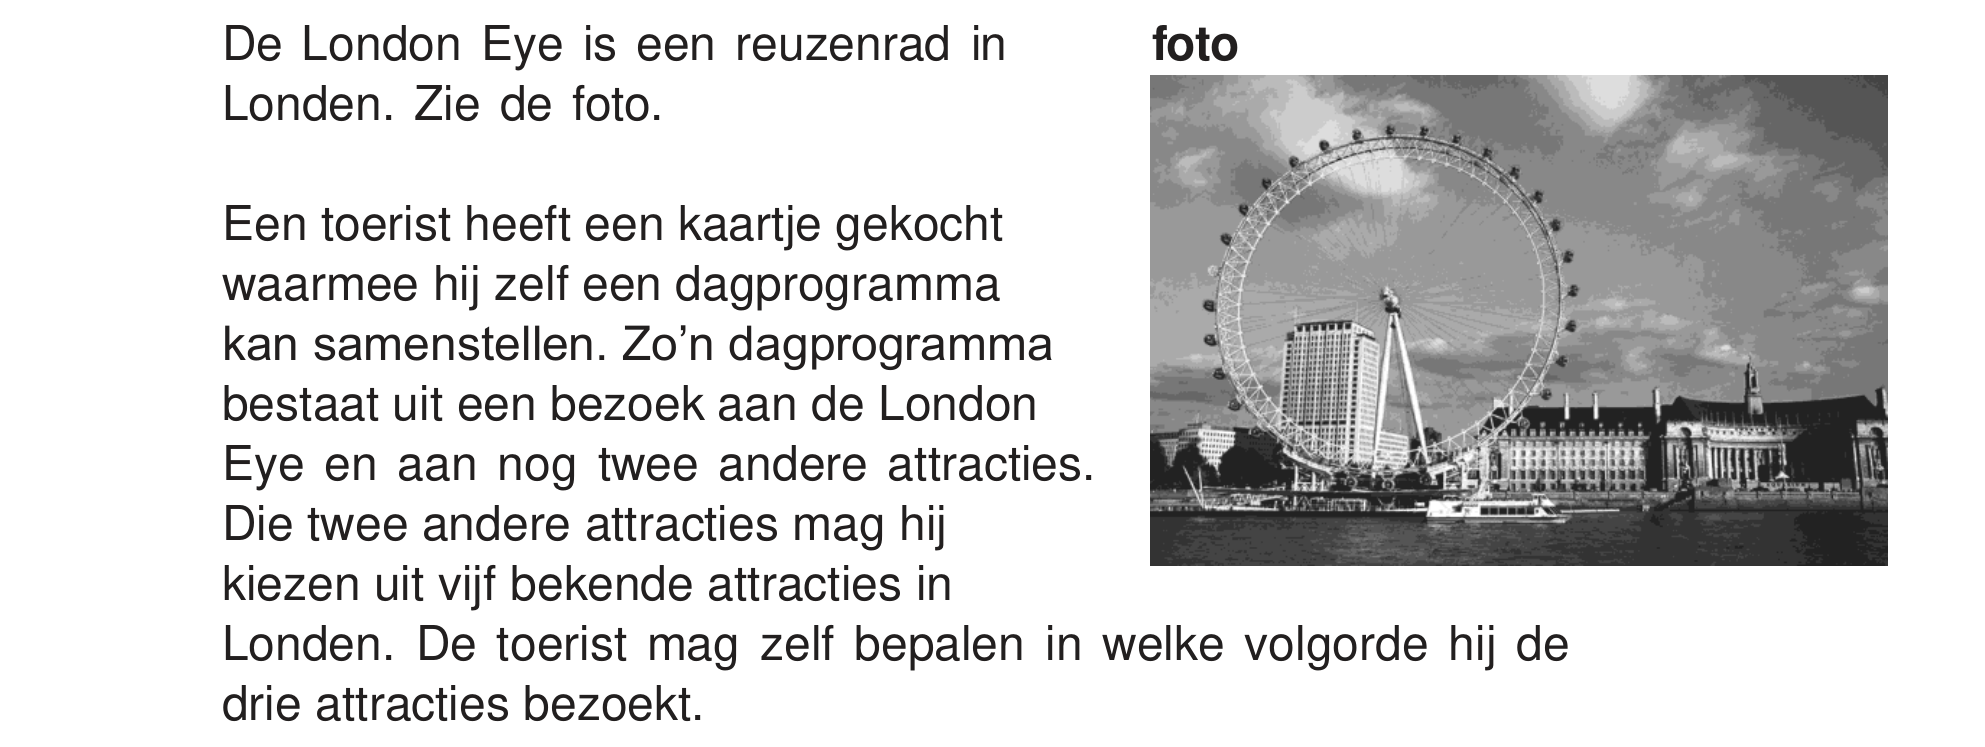 De London Eye is een reuzenrad in
Londen. Zie de foto.
foto
Een toerist heeft een kaartje gekocht
waarmee hij zelf een dagprogramma
kan samenstellen. Zo’n dagprogramma
bestaat uit een bezoek aan de London
Eye en aan nog twee andere attracties.
Die twee andere attracties mag hij
kiezen uit vijf bekende attracties in
Londen. De toerist mag zelf bepalen in welke volgorde hij de
drie attracties bezoekt.